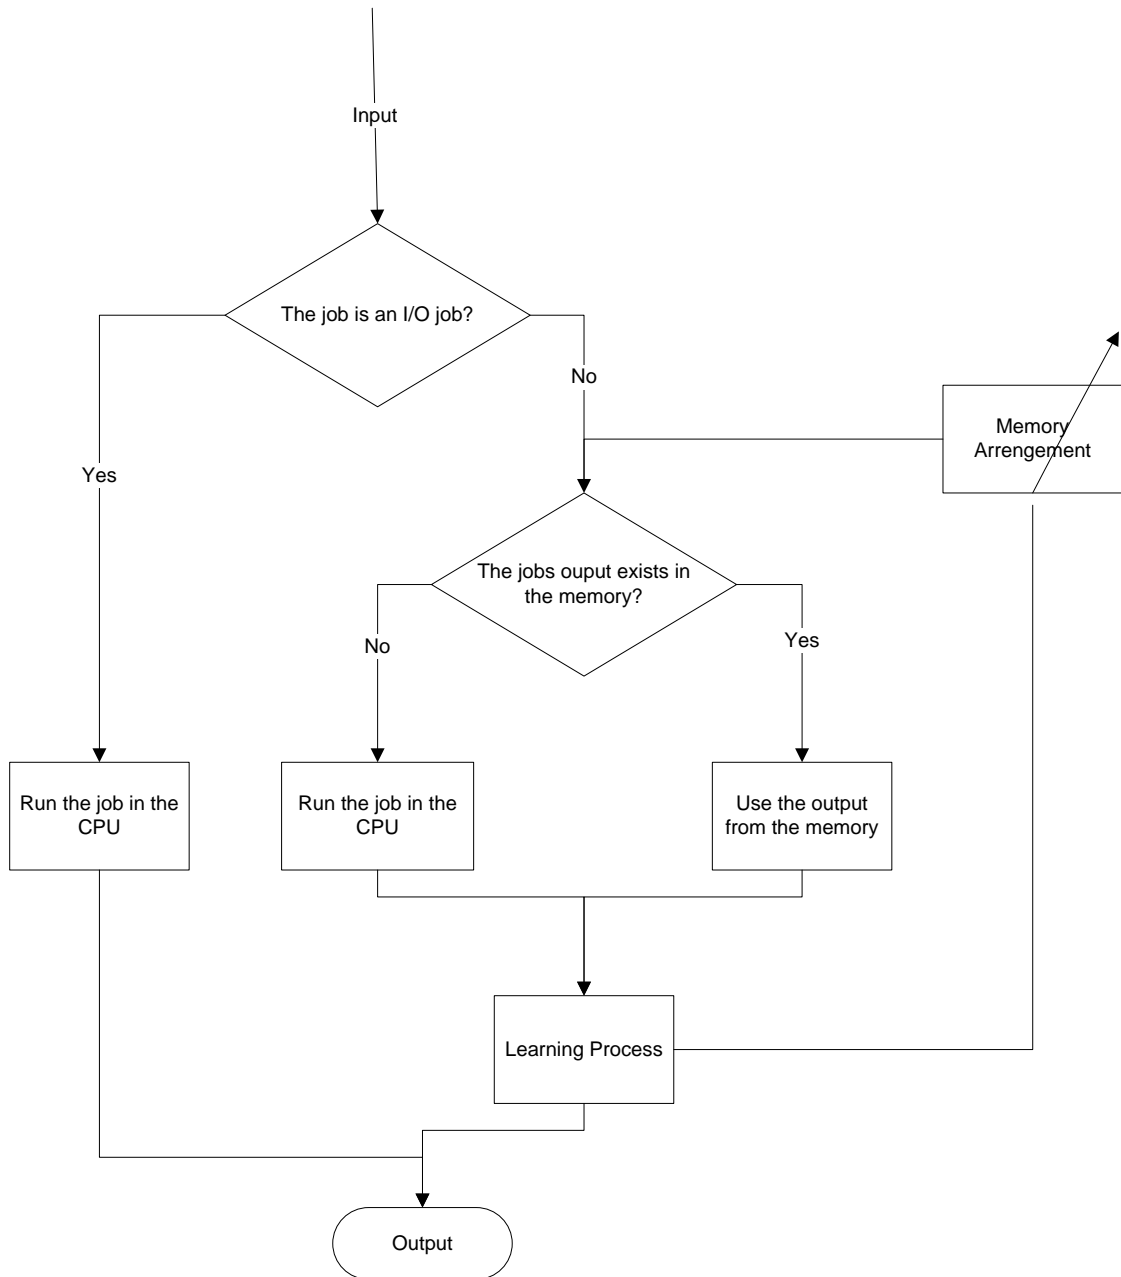 Input
The job is an I/O job?
No
Yes
Memory
Arrengement
The jobs ouput exists in
the memory?
No
Yes
Run the job in the
CPU
Run the job in the
CPU
Use the output
from the memory
Learning Process
Output